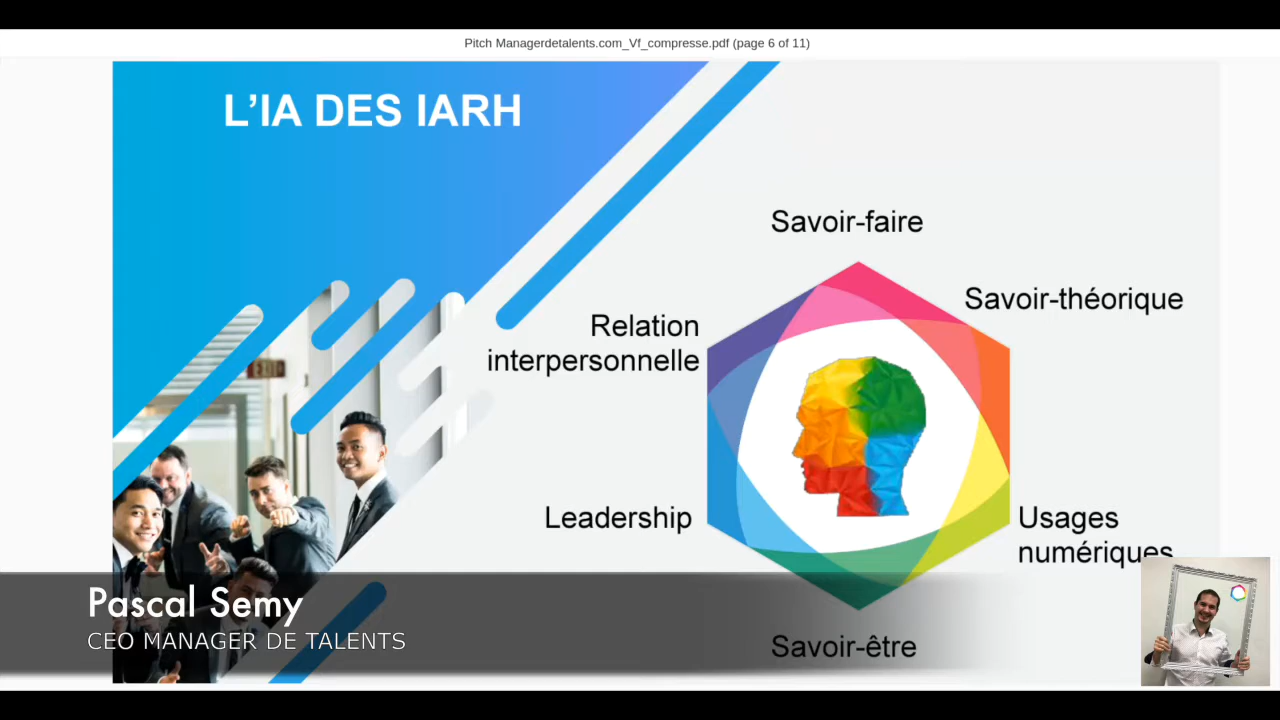 Pitch Managerdetalents.com_Vf_compresse.pdf (page 6 of 11)
L'IA DES IARH
Savoir-faire
Savoir-théorique
Relation
interpersonnelle
Leadership
Usages
numériques
Savoir-être
EXIT
Pascal Semy
CEO MANAGER DE TALENTS